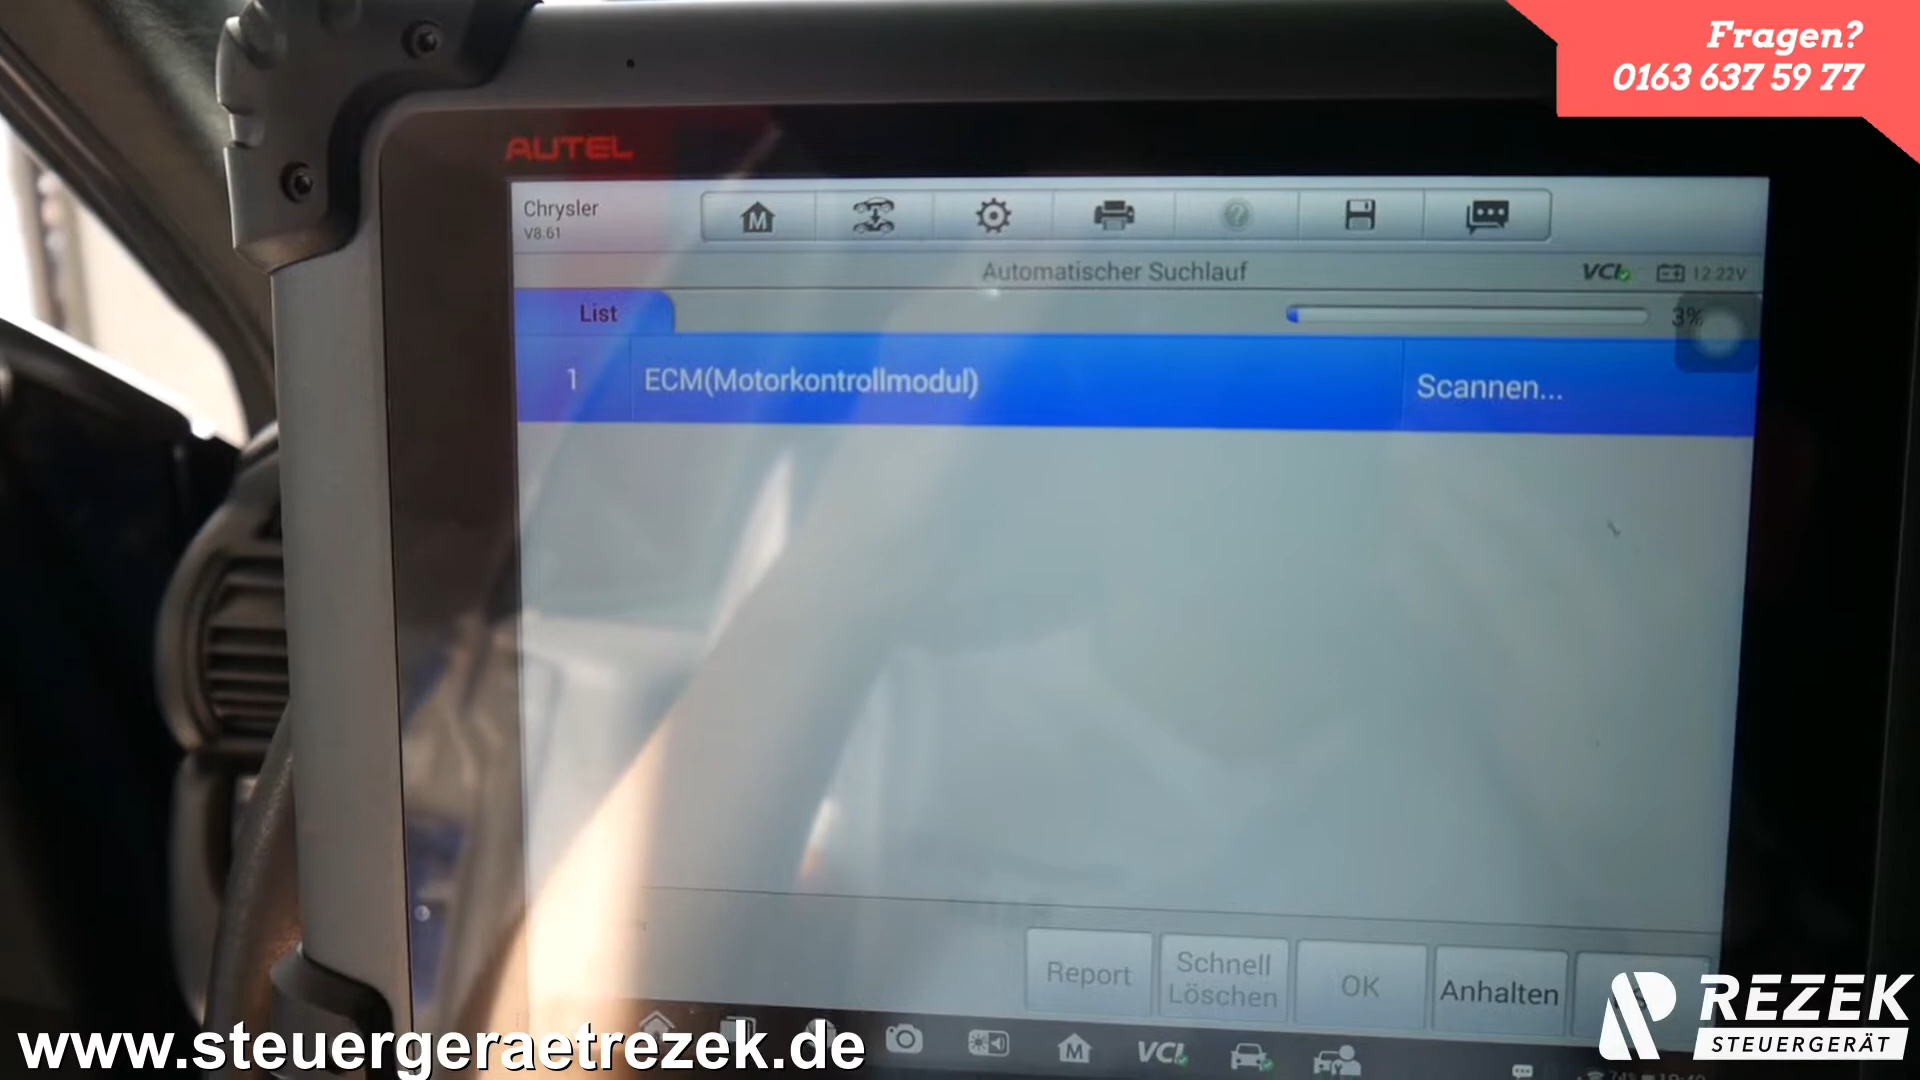 Fragen?
0163 637 59 77
AUTEL
Chrysler
V8.61
M
?
Automatischer Suchlauf
VCI
12.22V
List
3%
1
ECM(Motorkontrollmodul)
Scannen...
Report
Schnell
Löschen
OK
Anhalten
M
VCI
www.steuergeraetrezek.de
REZEK
STEUERGERÄT